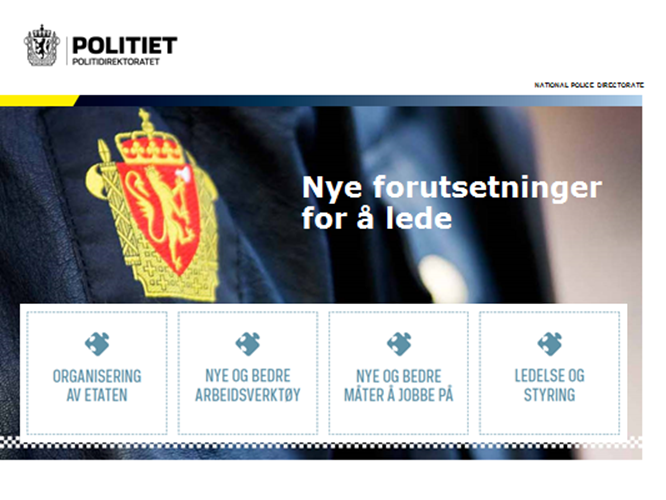 POLITIET
POLITIDIREKTORATET
NATIONAL POLICE DIRECTORATE
Nye forutsetninger
for å lede
ORGANISERING
AV ETATEN
NYE OG BEDRE
ARBEIDSVERKTØY
NYE OG BEDRE
MÅTER Å JOBBE PÅ
LEDELSE OG
STYRING